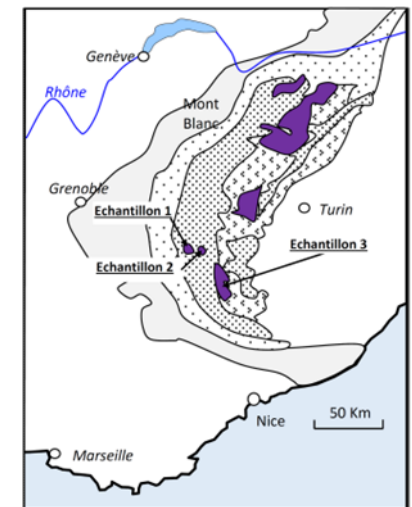 Genève
Rhône
Mont
Blanc
Grenoble
Echantillon 1
Turin
Echantillon 3
Echantillon 2
Nice
50 Km
Marseille